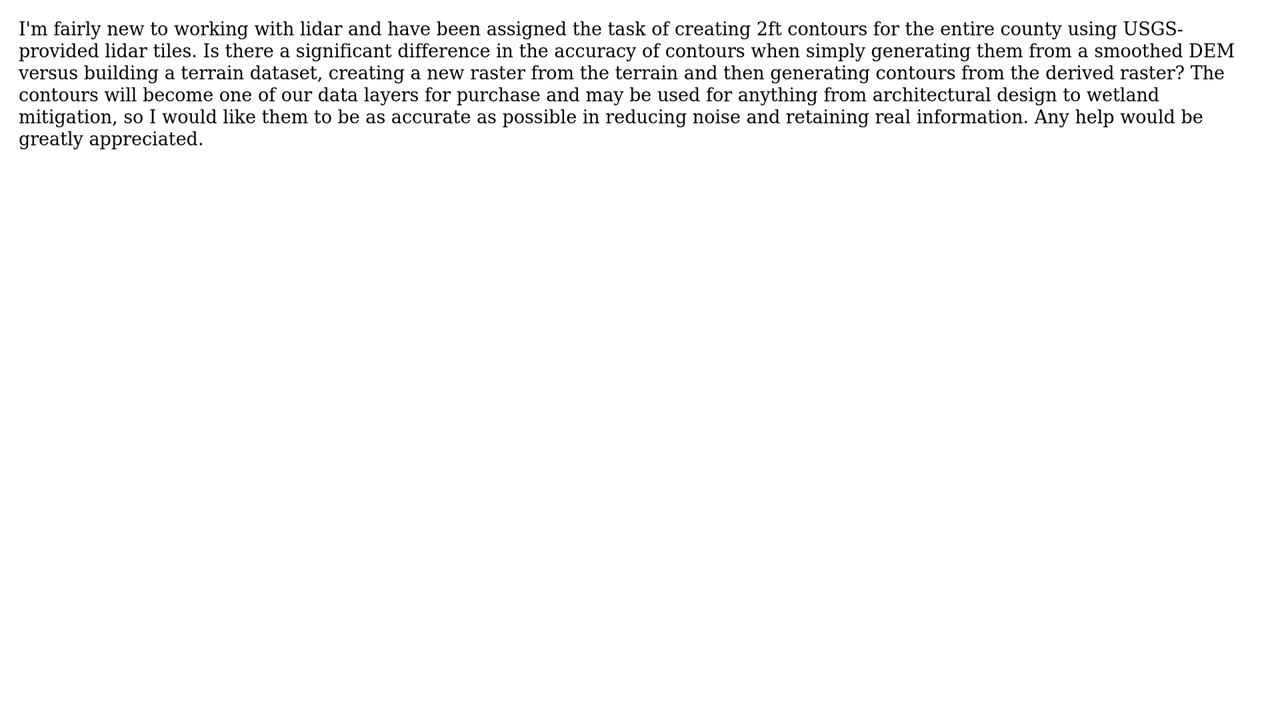 I'm fairly new to working with lidar and have been assigned the task of creating 2ft contours for the entire county using USGS-
provided lidar tiles. Is there a significant difference in the accuracy of contours when simply generating them from a smoothed DEM
versus building a terrain dataset, creating a new raster from the terrain and then generating contours from the derived raster? The
contours will become one of our data layers for purchase and may be used for anything from architectural design to wetland
mitigation, so I would like them to be as accurate as possible in reducing noise and retaining real information. Any help would be
greatly appreciated.